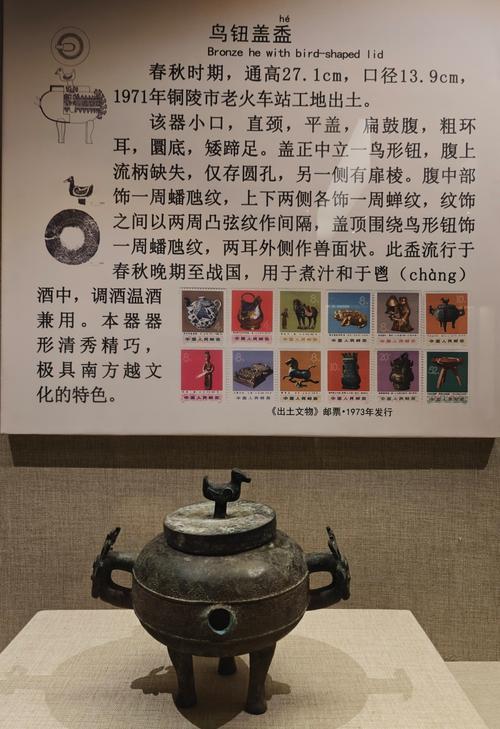 hé
鸟钮盖盉
Bronze he with bird-shaped lid
春秋时期，通高27.1cm，口径13.9cm，
1971年铜陵市老火车站工地出土。
该器小口，直颈，平盖，扁鼓腹，粗环
耳，圜底，矮蹄足。盖正中立一鸟形钮，腹上
流柄缺失，仅存圆孔，另一侧有扉棱。腹中部
饰一周蟠虺纹，上下两侧各饰一周蝉纹，纹饰
之间以两周凸弦纹作间隔，盖顶围绕鸟形钮饰
一周蟠虺纹，两耳外侧作兽面状。此盉流行于
春秋晚期至战国，用于煮汁和于鬯（chàng）
酒中，调酒温酒
兼用。本器器
形清秀精巧，
极具南方越文
化的特色。
《出土文物》邮票·1973年发行